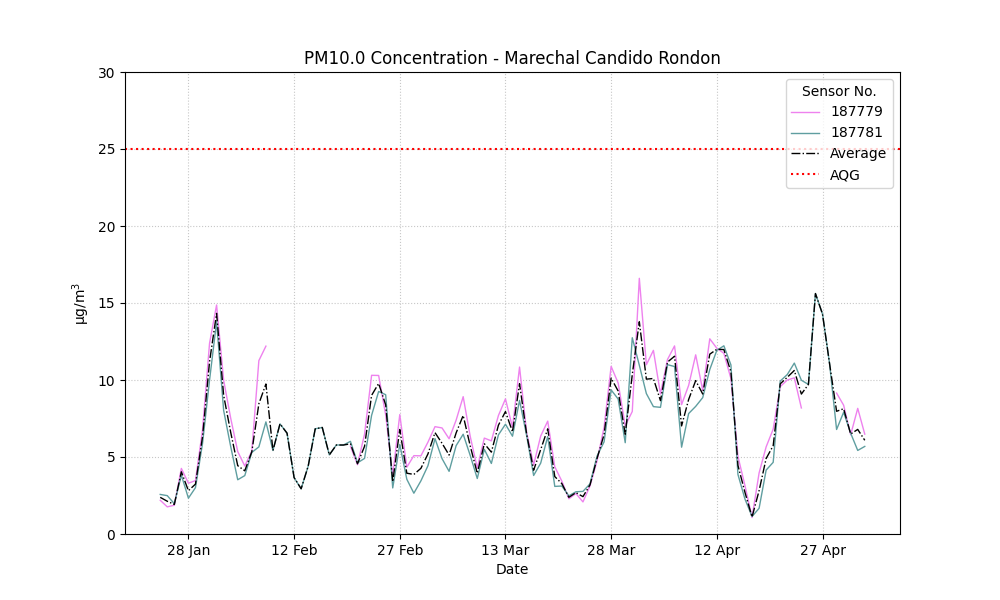 PM10.0 Concentration - Marechal Candido Rondon
Sensor No.
187779
187781
Average
AQG
30
25
20
15
10
5
0
µg/m³
28 Jan
12 Feb
27 Feb
13 Mar
28 Mar
12 Apr
27 Apr
Date